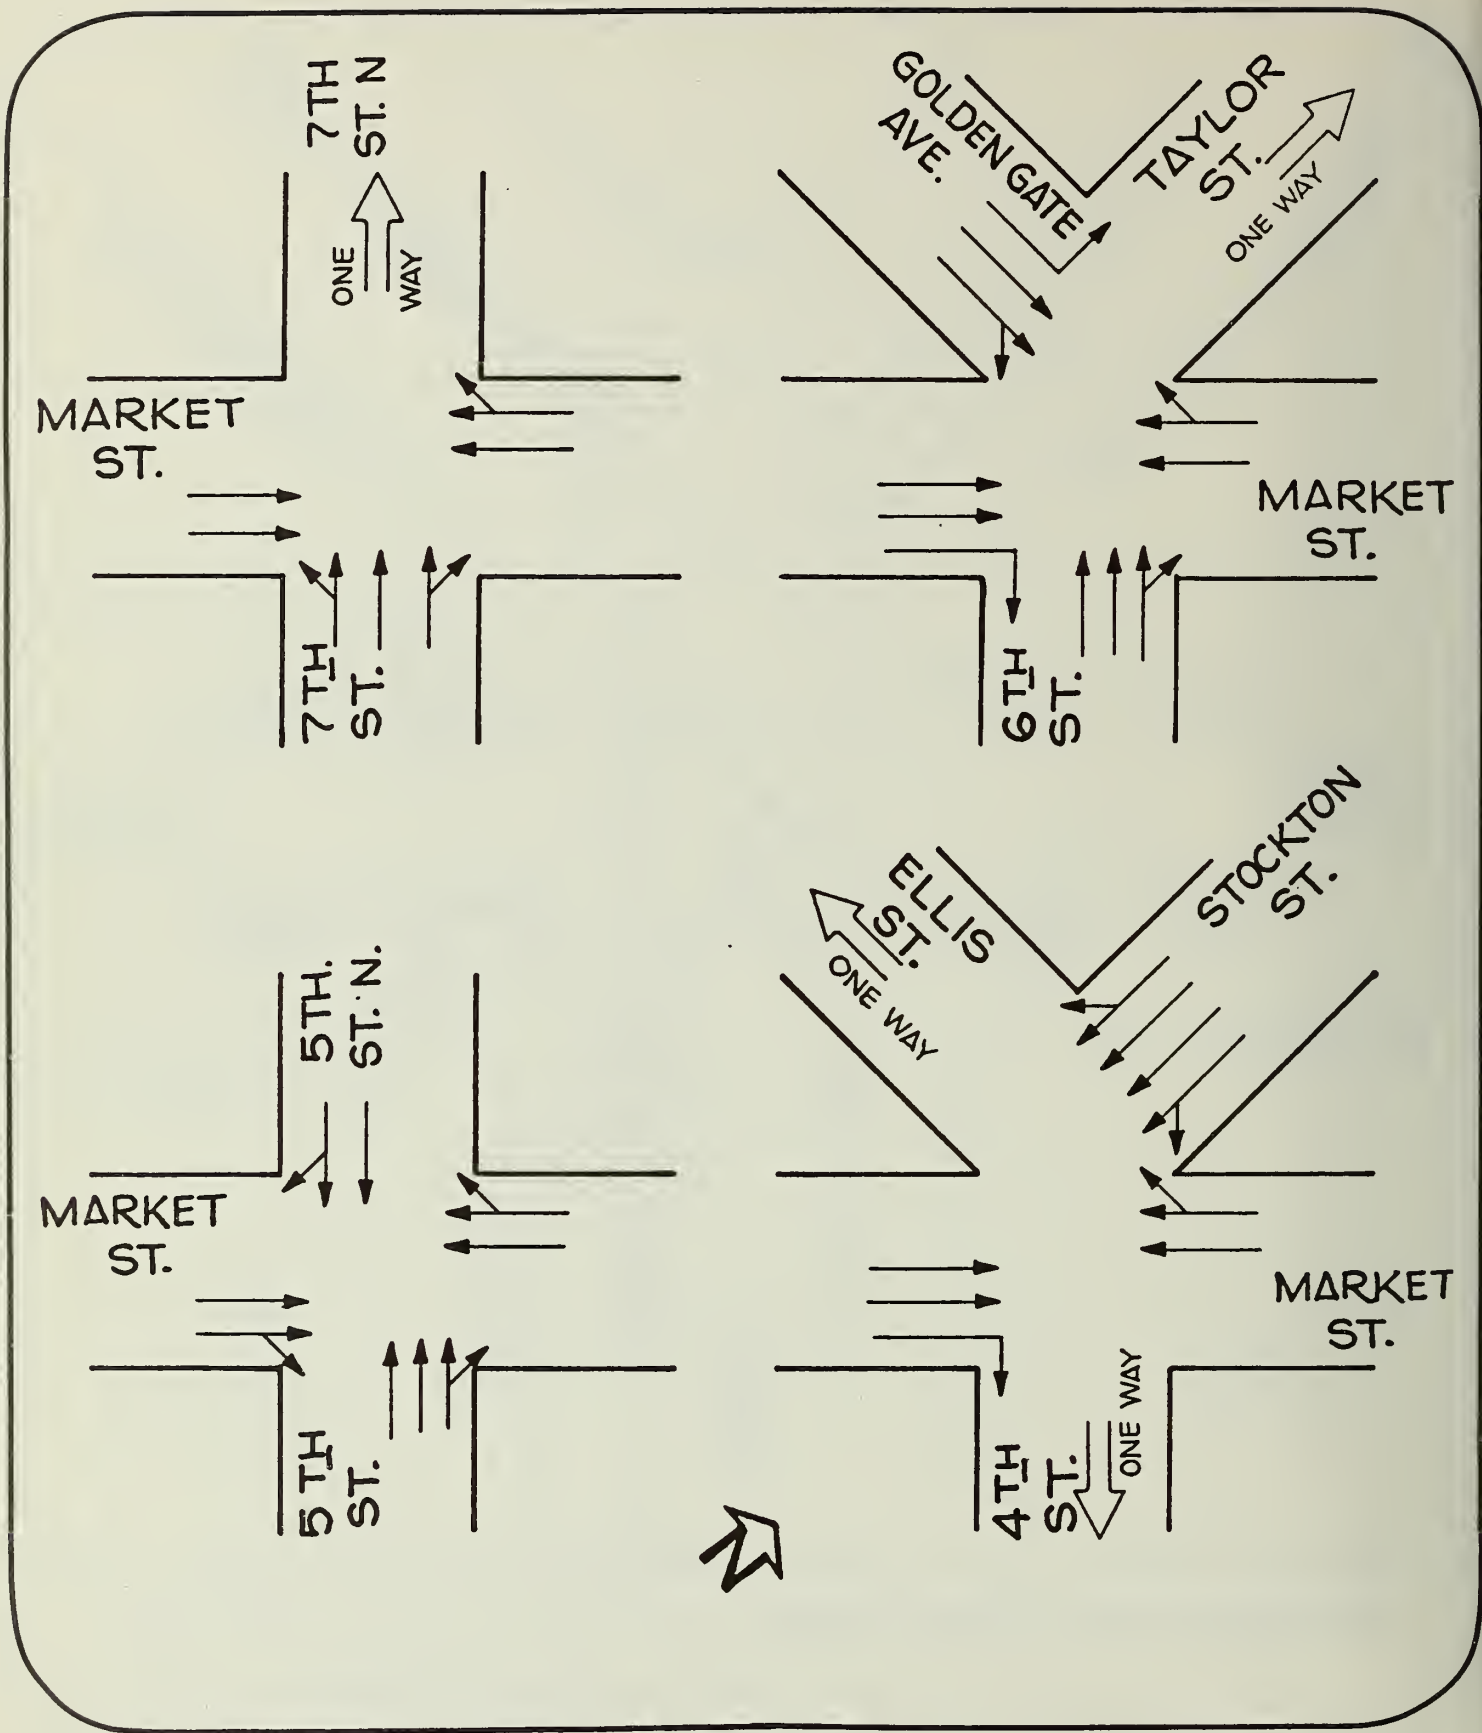 7TH
ST. N
ONE
WAY
MARKET
ST.
7TH
ST.
GOLDEN GATE
AVE.
TAYLOR
ST.
ONE WAY
MARKET
ST.
6TH
ST.
5TH.
ST. N.
MARKET
ST.
5TH
ST.
ELLIS
ST.
ONE WAY
STOCKTON
ST.
MARKET
ST.
4TH
ST.
ONE WAY
N